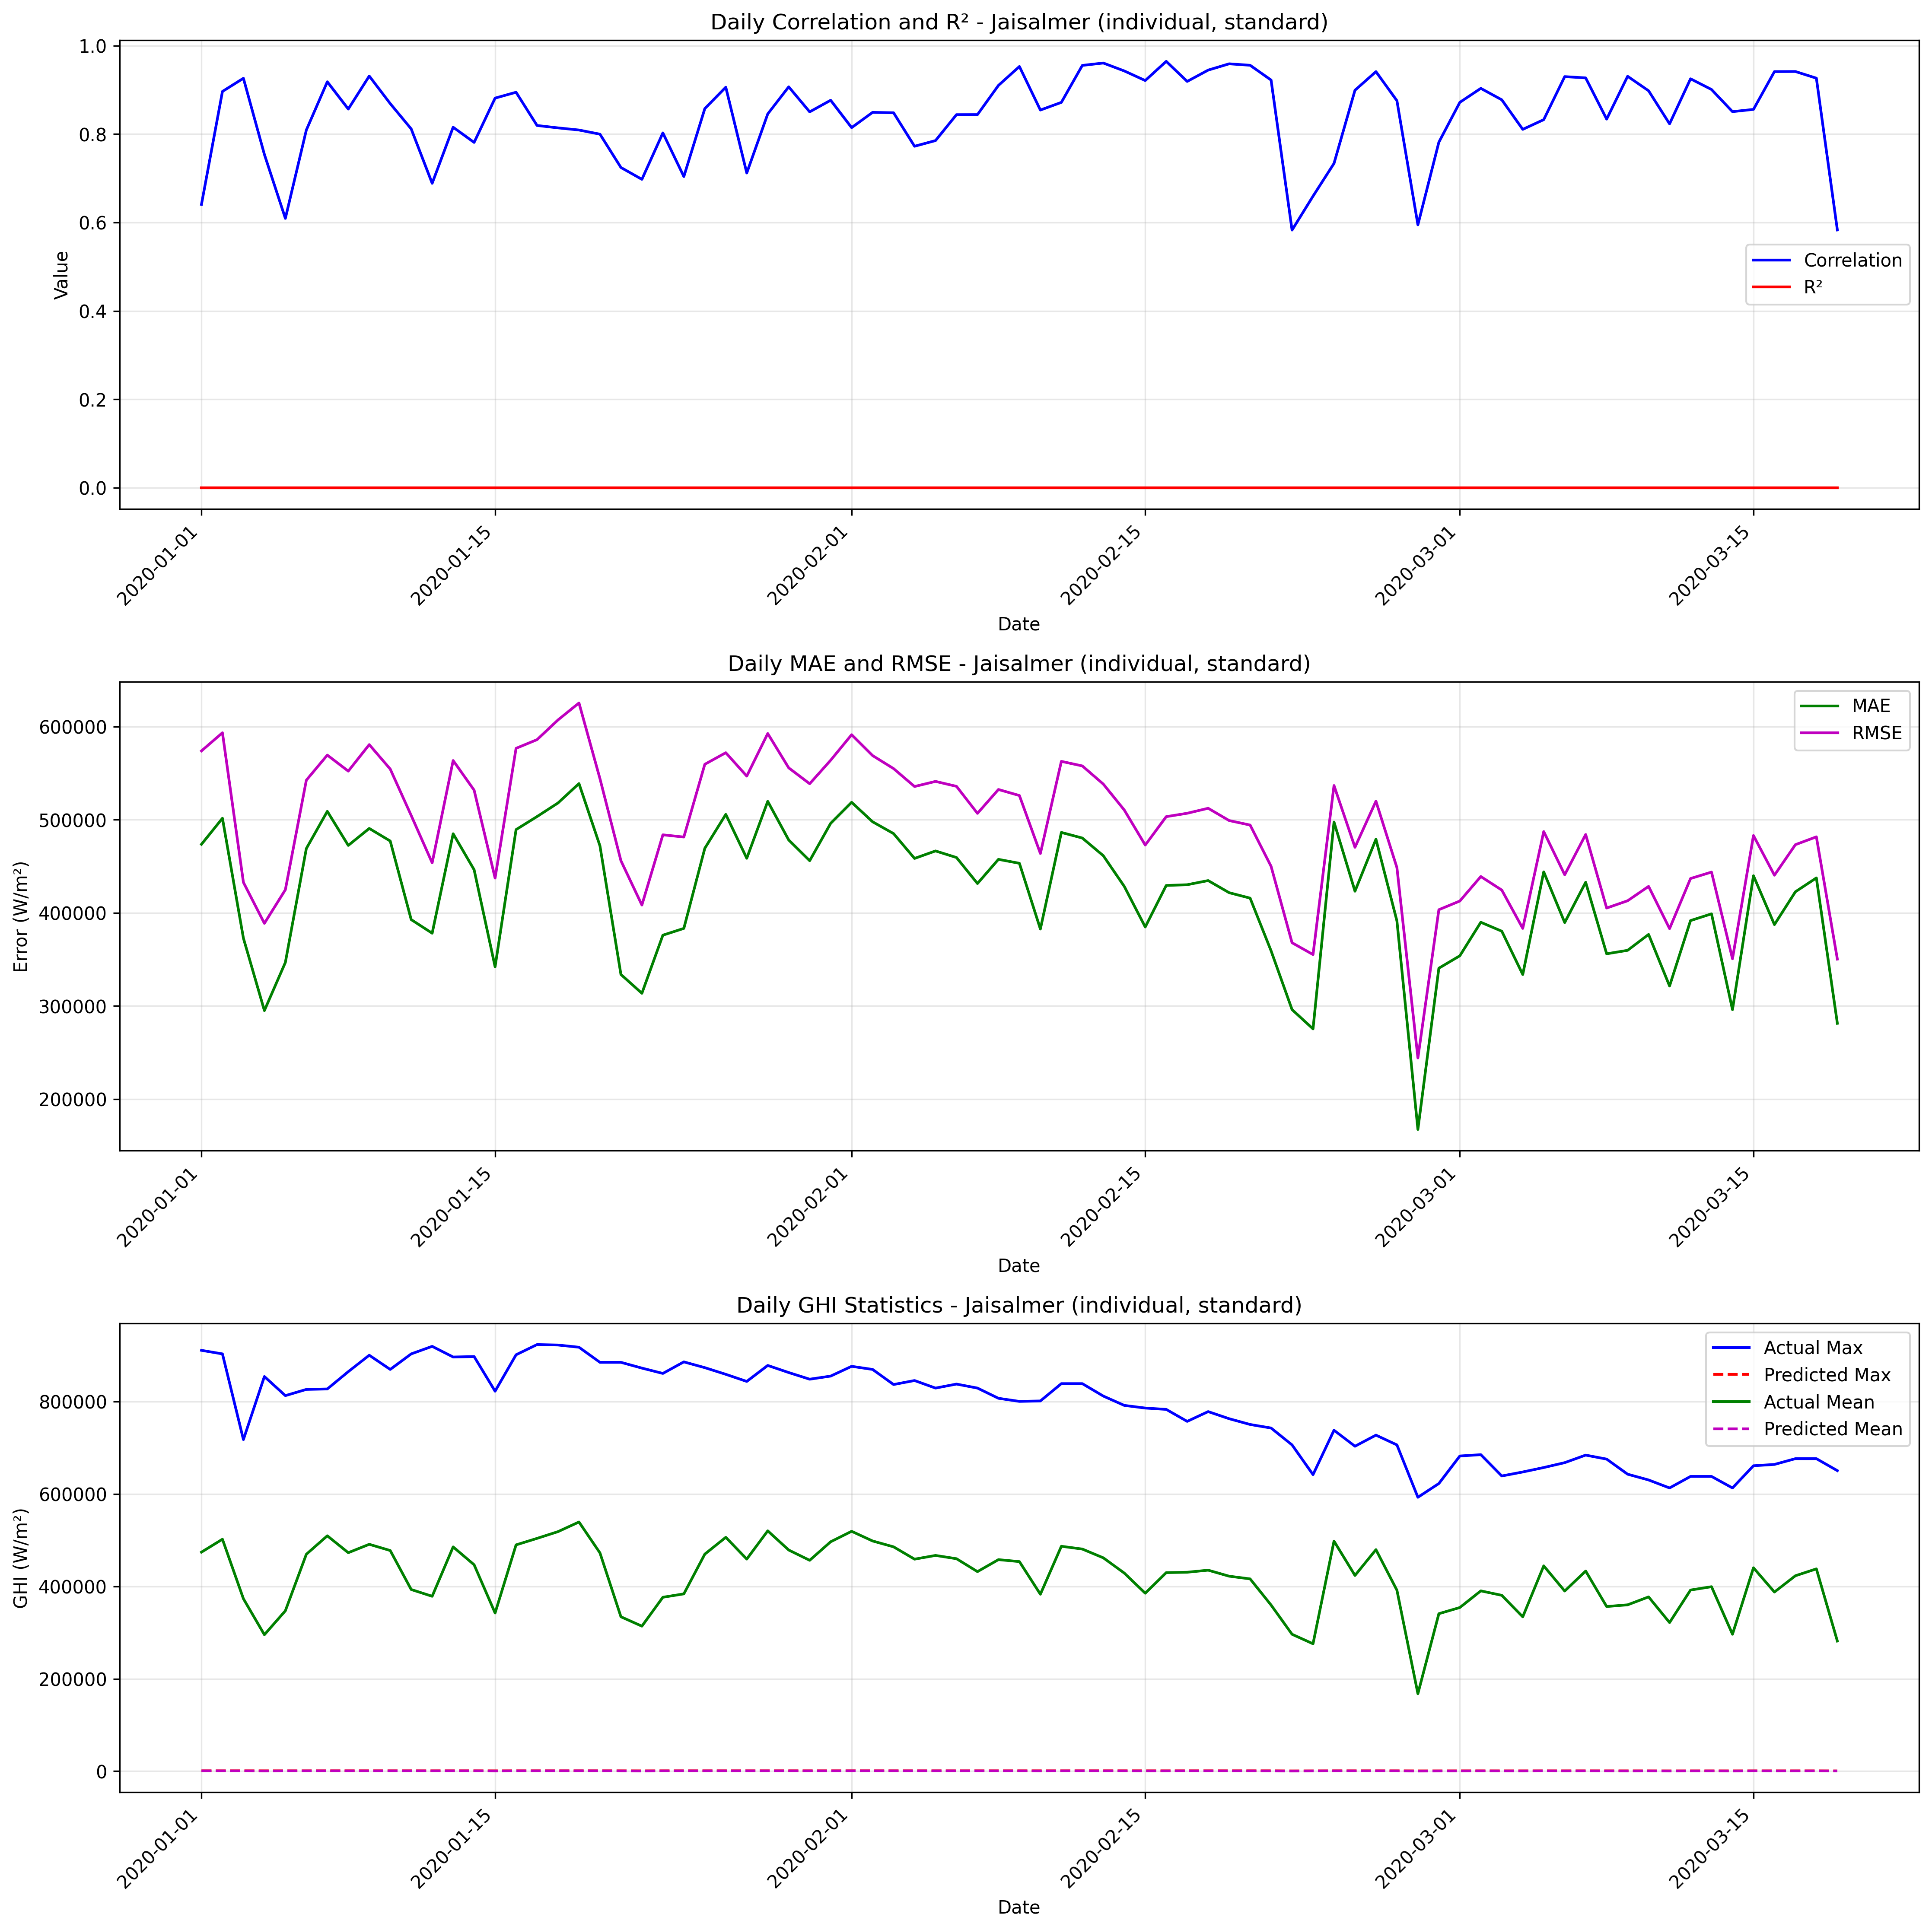 Daily Correlation and R² - Jaisalmer (individual, standard)
1.0
0.8
0.6
0.4
0.2
0.0
Value
Correlation
R²
2020-01-01
2020-01-15
2020-02-01
2020-02-15
2020-03-01
2020-03-15
Date
Daily MAE and RMSE - Jaisalmer (individual, standard)
600000
500000
400000
300000
200000
Error (W/m²)
MAE
RMSE
2020-01-01
2020-01-15
2020-02-01
2020-02-15
2020-03-01
2020-03-15
Date
Daily GHI Statistics - Jaisalmer (individual, standard)
800000
600000
400000
200000
0
GHI (W/m²)
Actual Max
Predicted Max
Actual Mean
Predicted Mean
2020-01-01
2020-01-15
2020-02-01
2020-02-15
2020-03-01
2020-03-15
Date